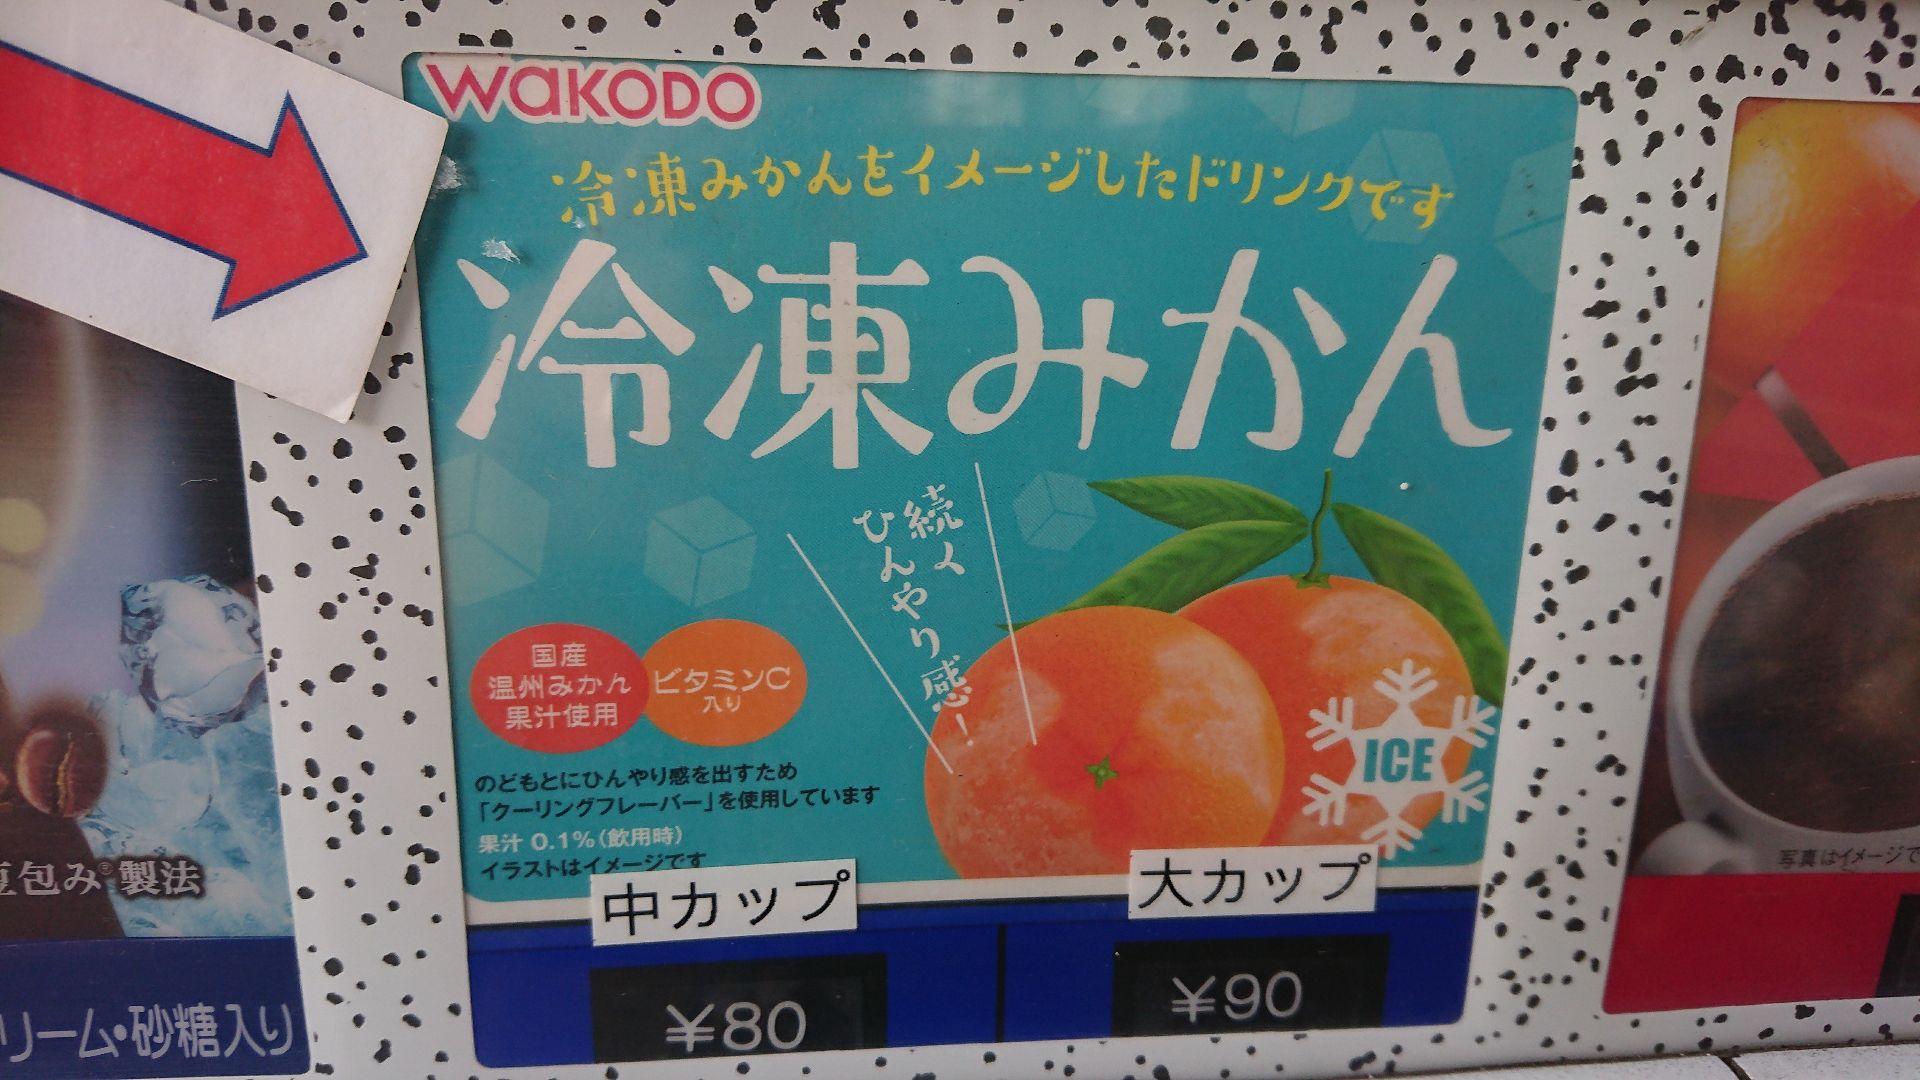 WAKODO
冷凍みかんをイメージしたドリンクです
冷凍みかん
続く
ひんやり感!
国産
温州みかん
果汁使用
ビタミンC
入り
のどもとにひんやり感を出すため
「クーリングフレーバー」を使用しています
果汁 0.1%(飲用時)
イラストはイメージです
ICE
中カップ
大カップ
¥80
¥90
包み®製法
リーム・砂糖入り
写真はイメージで